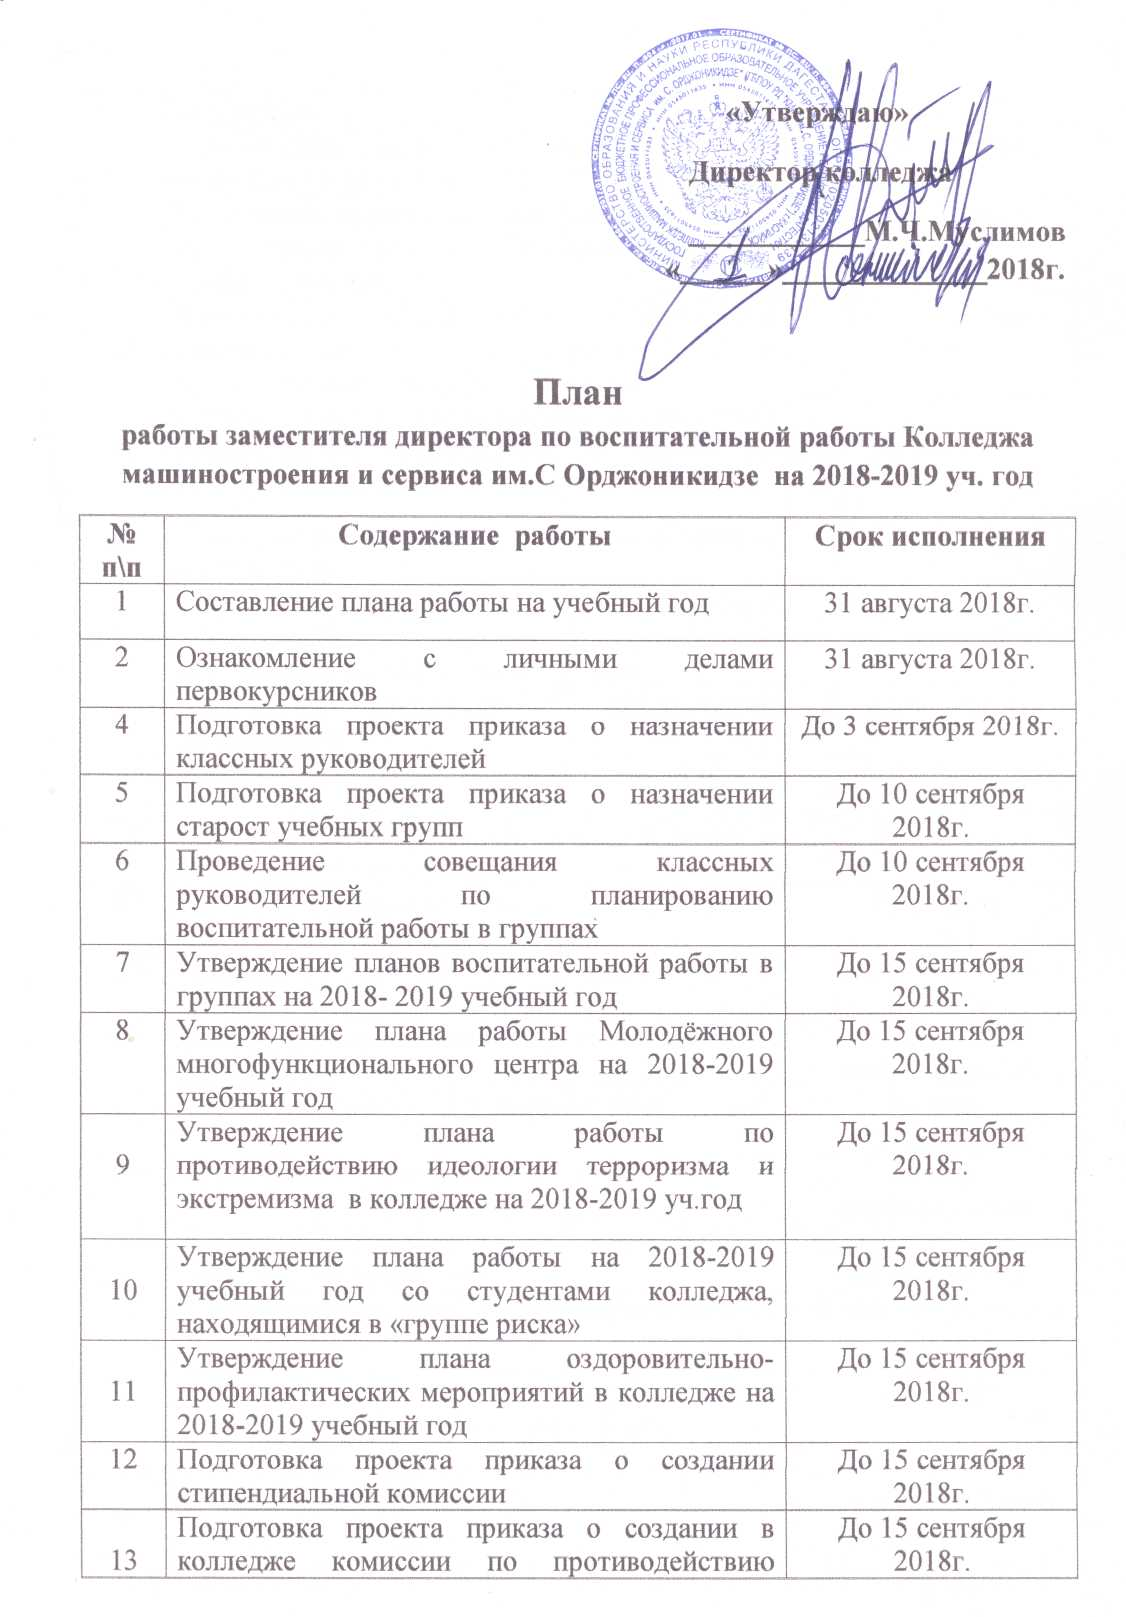 «Утверждаю»
Директор колледжа
М.Ч.Муслимов
« 1 » сентября 2018г.
План
работы заместителя директора по воспитательной работы Колледжа
машиностроения и сервиса им.С Орджоникидзе на 2018-2019 уч. год
№ Содержание работы Срок исполнения
п\п
1 Составление плана работы на учебный год 31 августа 2018г.
2 Ознакомление с личными делами 31 августа 2018г.
первокурсников
4 Подготовка проекта приказа о назначении До 3 сентября 2018г.
классных руководителей
5 Подготовка проекта приказа о назначении До 10 сентября
старост учебных групп 2018г.
6 Проведение совещания классных До 10 сентября
руководителей по планированию 2018г.
воспитательной работы в группах
7 Утверждение планов воспитательной работы в До 15 сентября
группах на 2018- 2019 учебный год 2018г.
8 Утверждение плана работы Молодёжного До 15 сентября
многофункционального центра на 2018-2019 2018г.
учебный год
Утверждение плана работы по До 15 сентября
9 противодействию идеологии терроризма и 2018г.
экстремизма в колледже на 2018-2019 уч.год
Утверждение плана работы на 2018-2019 До 15 сентября
10 учебный год со студентами колледжа, 2018г.
находящимися в «группе риска»
Утверждение плана оздоровительно- До 15 сентября
11 профилактических мероприятий в колледже на 2018г.
2018-2019 учебный год
12 Подготовка проекта приказа о создании До 15 сентября
стипендиальной комиссии 2018г.
Подготовка проекта приказа о создании в До 15 сентября
13 колледже комиссии по противодействию 2018г.